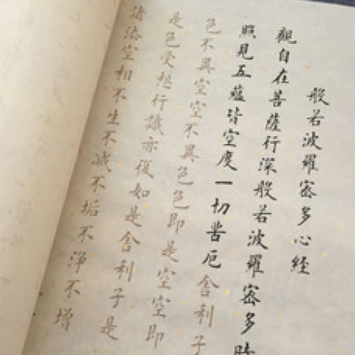 般若波羅密多心經
觀自在菩薩行深般若波羅密多時
照見五蘊皆空度一切苦厄舍利子
色不異空空不異色色即是空空即
是色受想行識亦復如是舍利子是
諸法空相不生不滅不垢不淨不增